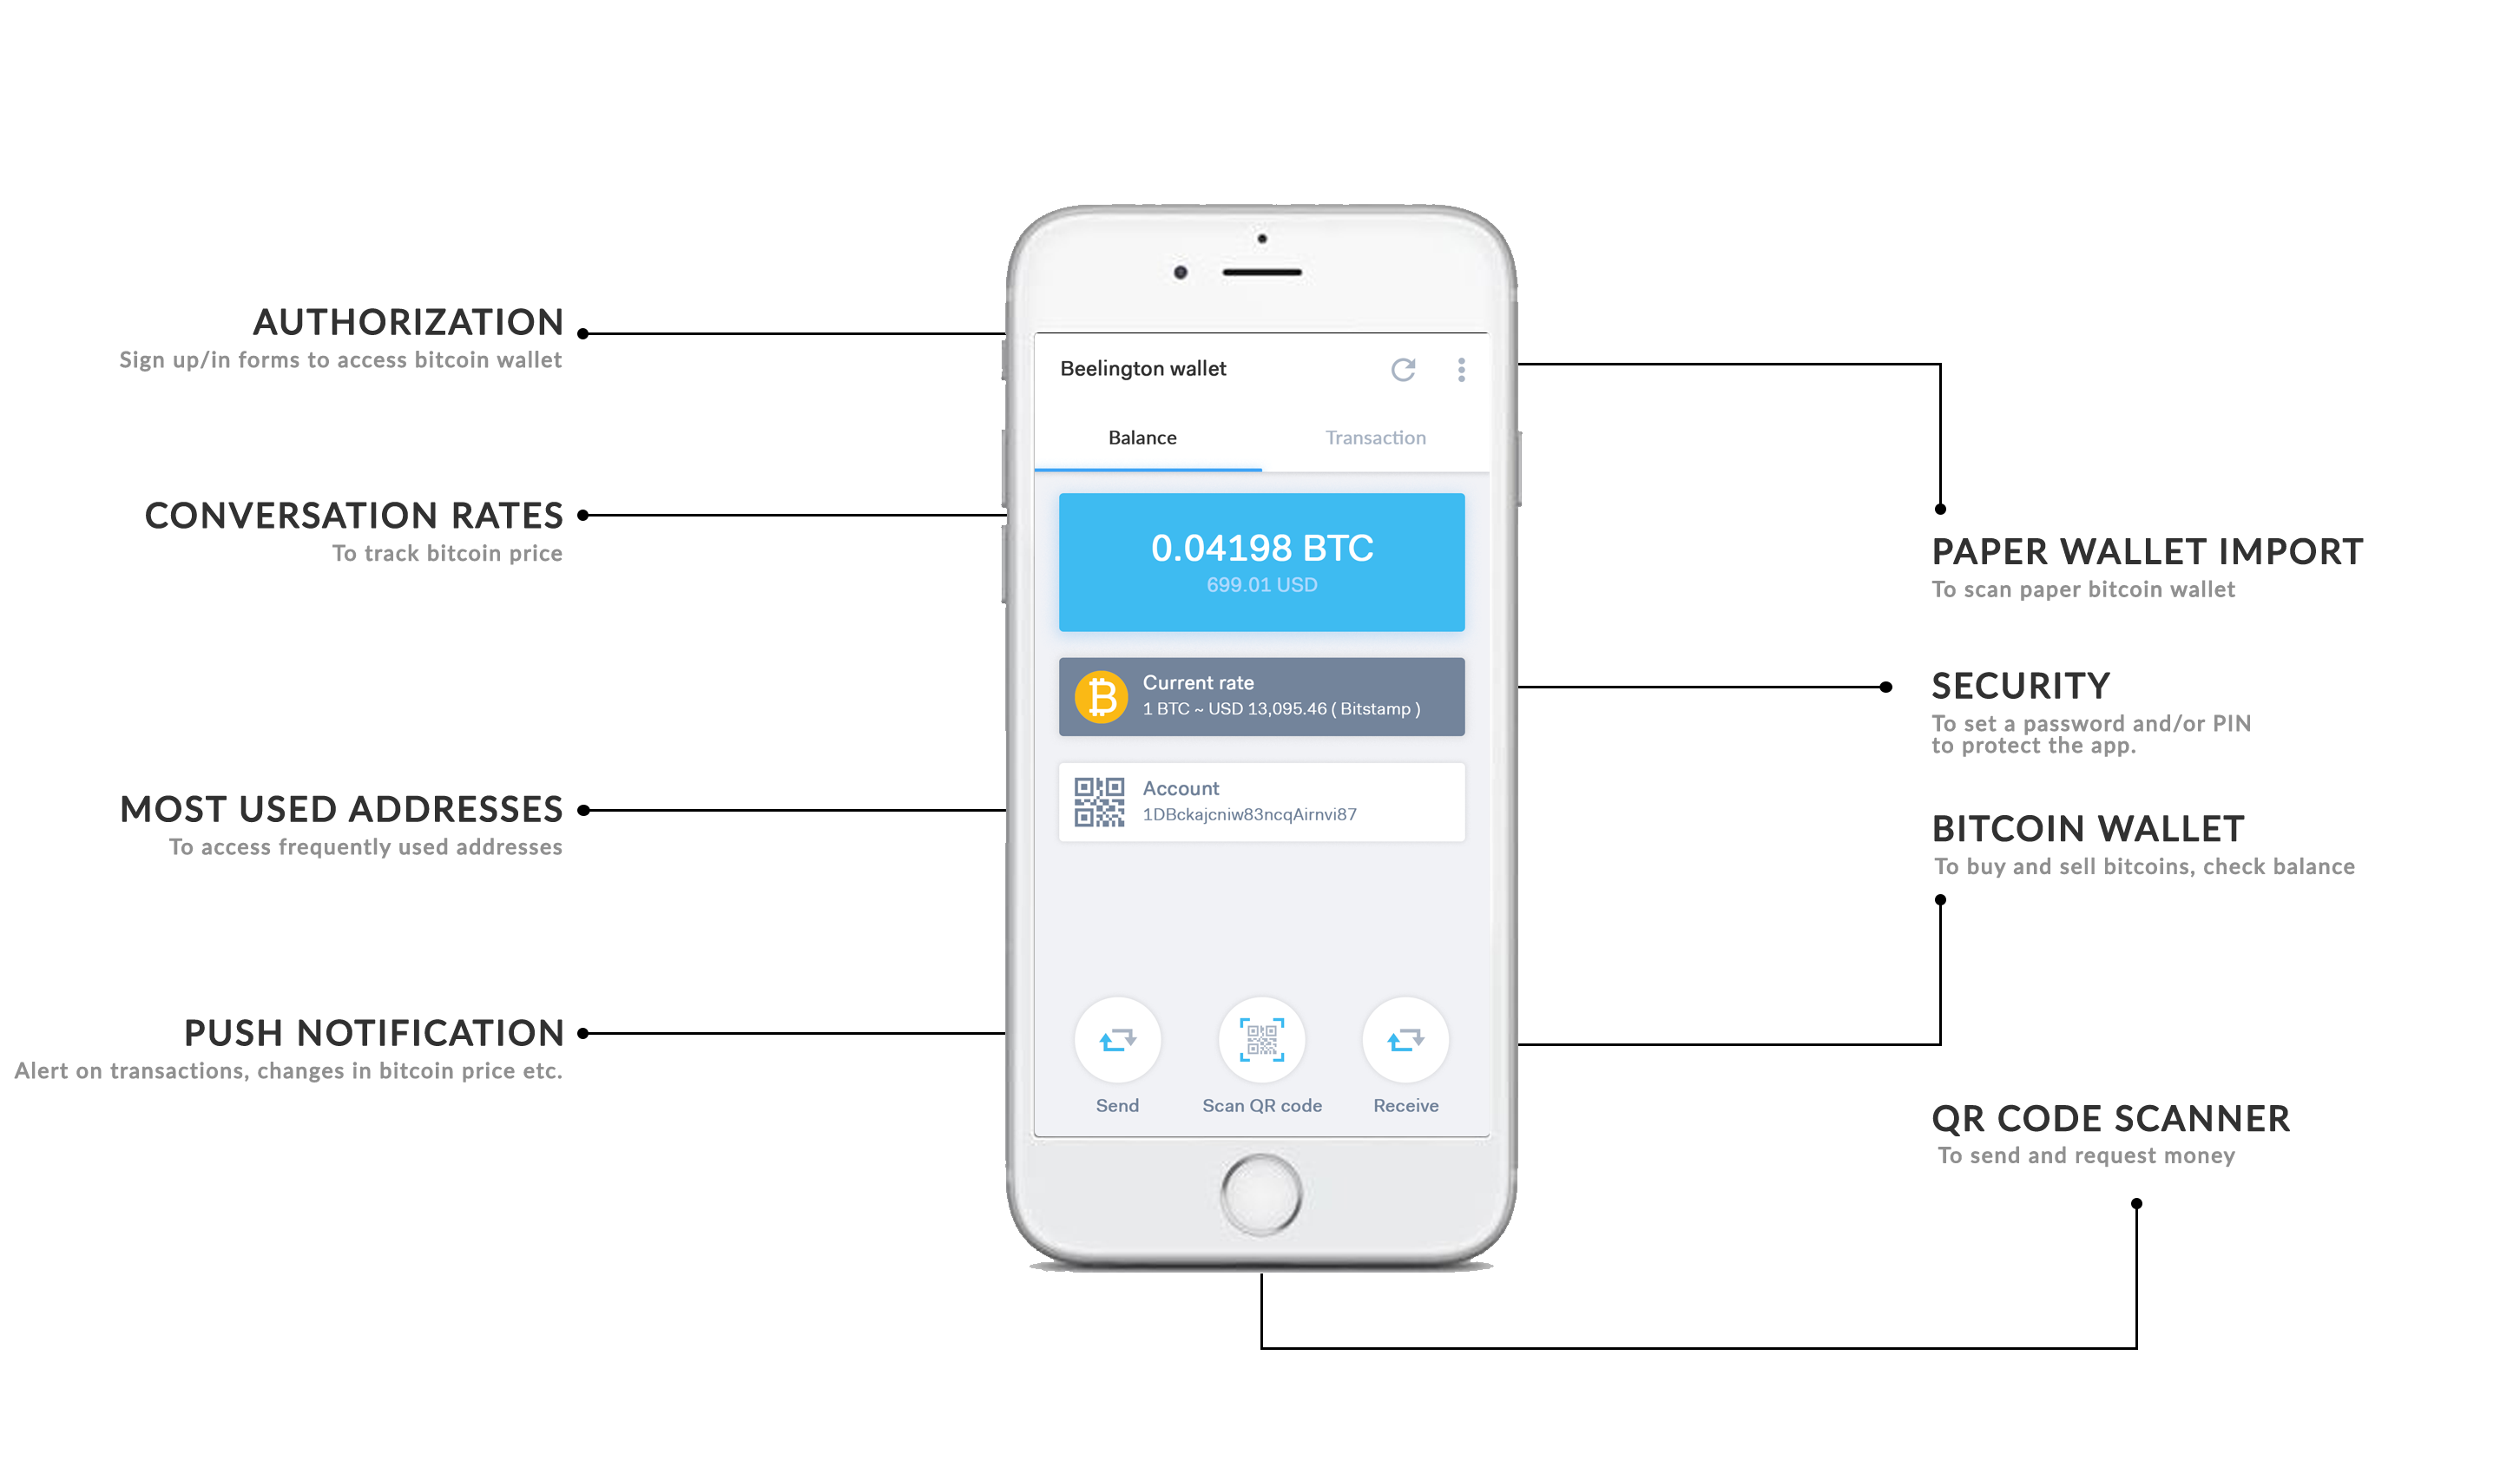 AUTHORIZATION
Sign up/in forms to access bitcoin wallet
CONVERSATION RATES
To track bitcoin price
MOST USED ADDRESSES
To access frequently used addresses
PUSH NOTIFICATION
Alert on transactions, changes in bitcoin price etc.
Beelington wallet
Balance
Transaction
0.04198 BTC
699.01 USD
Current rate
1 BTC ~ USD 13,095.46 ( Bitstamp )
Account
1DBckajcniw83ncqAirnvi87
Send
Scan QR code
Receive
PAPER WALLET IMPORT
To scan paper bitcoin wallet
SECURITY
To set a password and/or PIN
to protect the app.
BITCOIN WALLET
To buy and sell bitcoins, check balance
QR CODE SCANNER
To send and request money